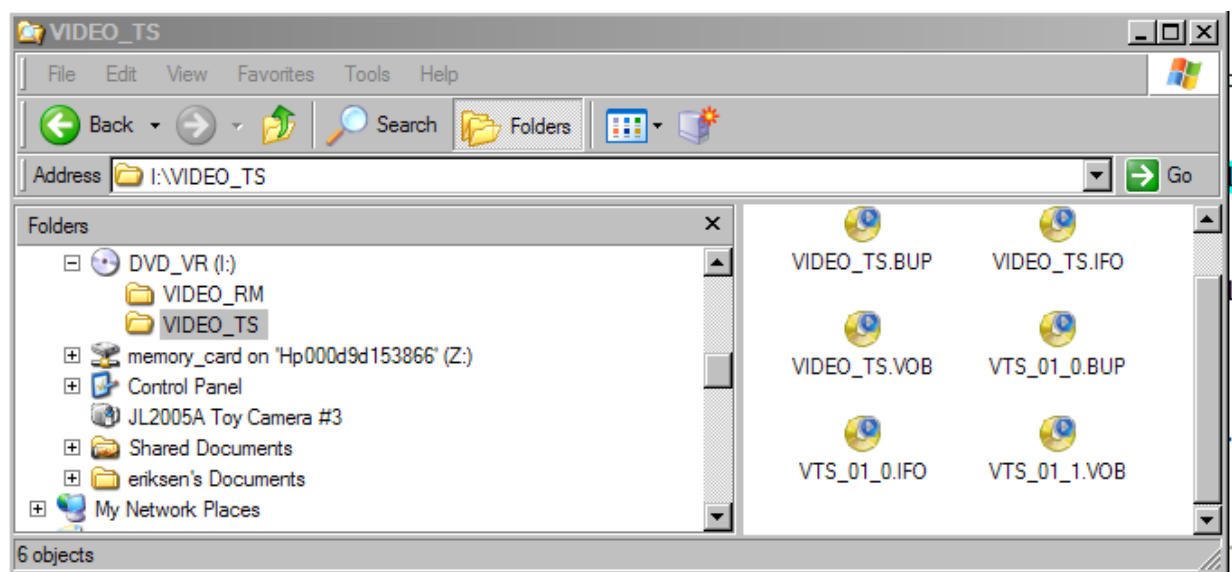 VIDEO_TS
File Edit View Favorites Tools Help
Back Search Folders
Address I:\VIDEO_TS Go
Folders
DVD_VR (I:)
VIDEO_RM
VIDEO_TS
memory_card on 'Hp000d9d153866' (Z:)
Control Panel
JL2005A Toy Camera #3
Shared Documents
eriksen's Documents
My Network Places
VIDEO_TS.BUP VIDEO_TS.IFO
VIDEO_TS.VOB VTS_01_0.BUP
VTS_01_0.IFO VTS_01_1.VOB
6 objects